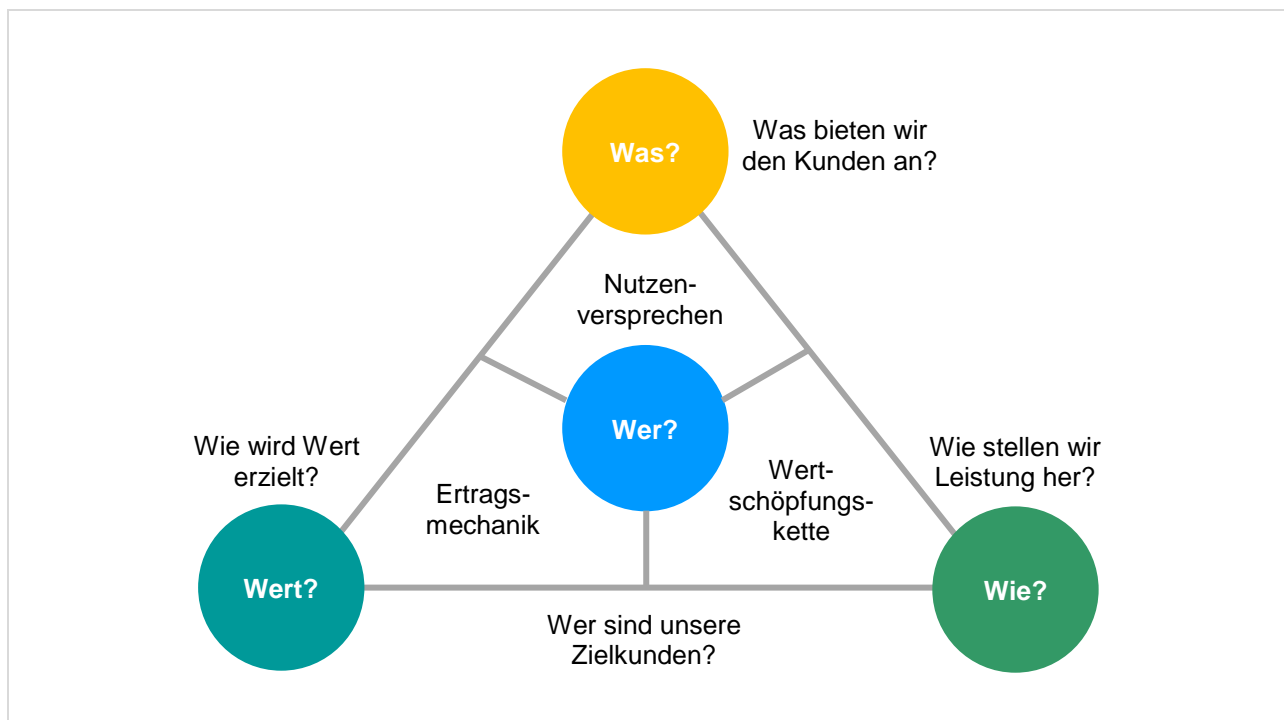 Was?
Was bieten wir
den Kunden an?
Nutzen-
versprechen
Wer?
Wie wird Wert
erzielt?
Ertrags-
mechanik
Wert-
schöpfungs-
kette
Wie stellen wir
Leistung her?
Wert?
Wie?
Wer sind unsere
Zielkunden?